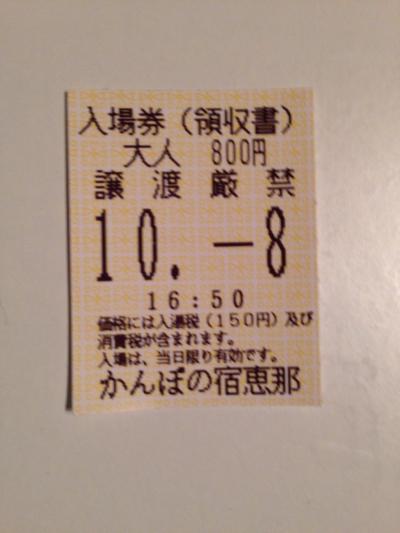 入場券（領収書）
大人 800円
譲渡厳禁
10.-8
16:50
価格には入湯税（150円）及び
消費税が含まれます。
入場は、当日限り有効です。
かんぽの宿恵那